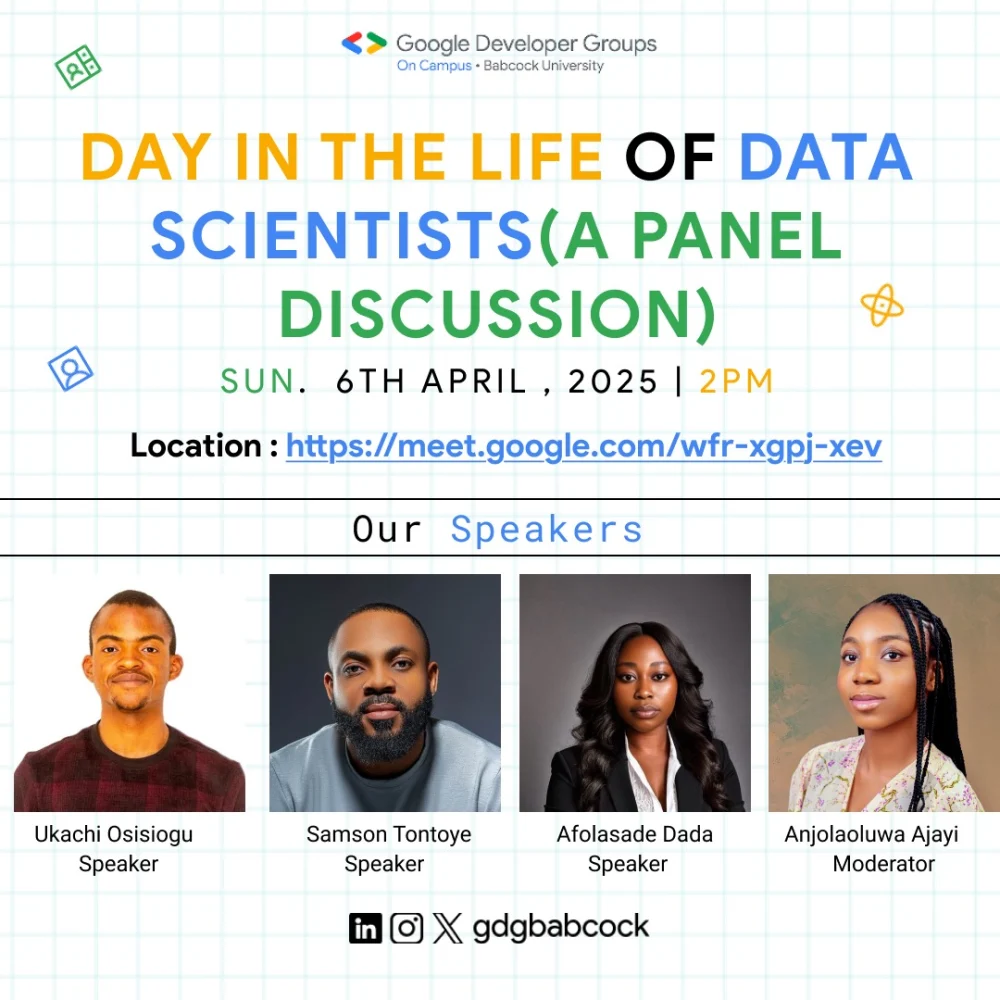 Google Developer Groups
On Campus • Babcock University
DAY IN THE LIFE OF DATA
SCIENTISTS(A PANEL
DISCUSSION)
SUN. 6TH APRIL , 2025 | 2PM
Location : https://meet.google.com/wfr-xgpj-xev
Our Speakers
Ukachi Osisiogu
Speaker
Samson Tontoye
Speaker
Afolasade Dada
Speaker
Anjolaoluwa Ajayi
Moderator
in X gdgbabcock